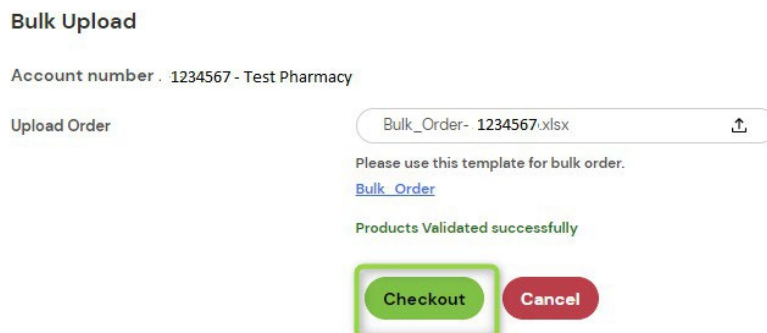 Bulk Upload
Account number . 1234567 - Test Pharmacy
Upload Order
Bulk_Order- 1234567.xlsx
Please use this template for bulk order.
Bulk_Order
Products Validated successfully
Checkout Cancel